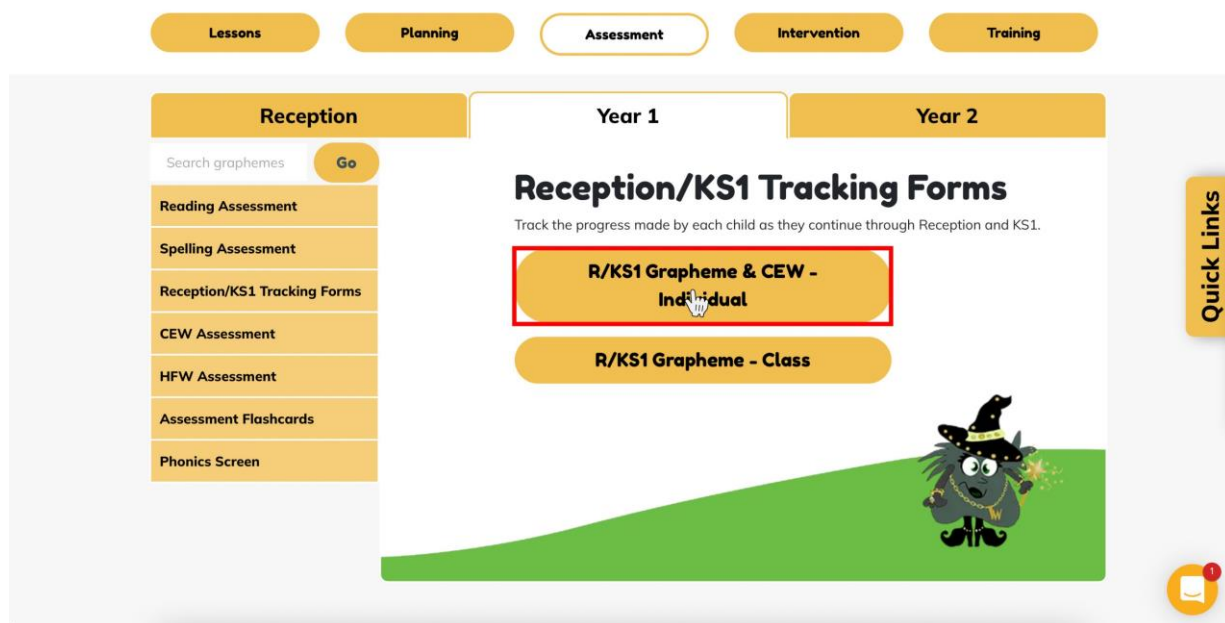 Lessons
Planning
Assessment
Intervention
Training
Reception
Year 1
Year 2
Search graphemes
Go
Reading Assessment
Spelling Assessment
Reception/KS1 Tracking Forms
CEW Assessment
HFW Assessment
Assessment Flashcards
Phonics Screen
Reception/KS1 Tracking Forms
Track the progress made by each child as they continue through Reception and KS1.
R/KS1 Grapheme & CEW -
Individual
R/KS1 Grapheme - Class
W
Quick Links
1